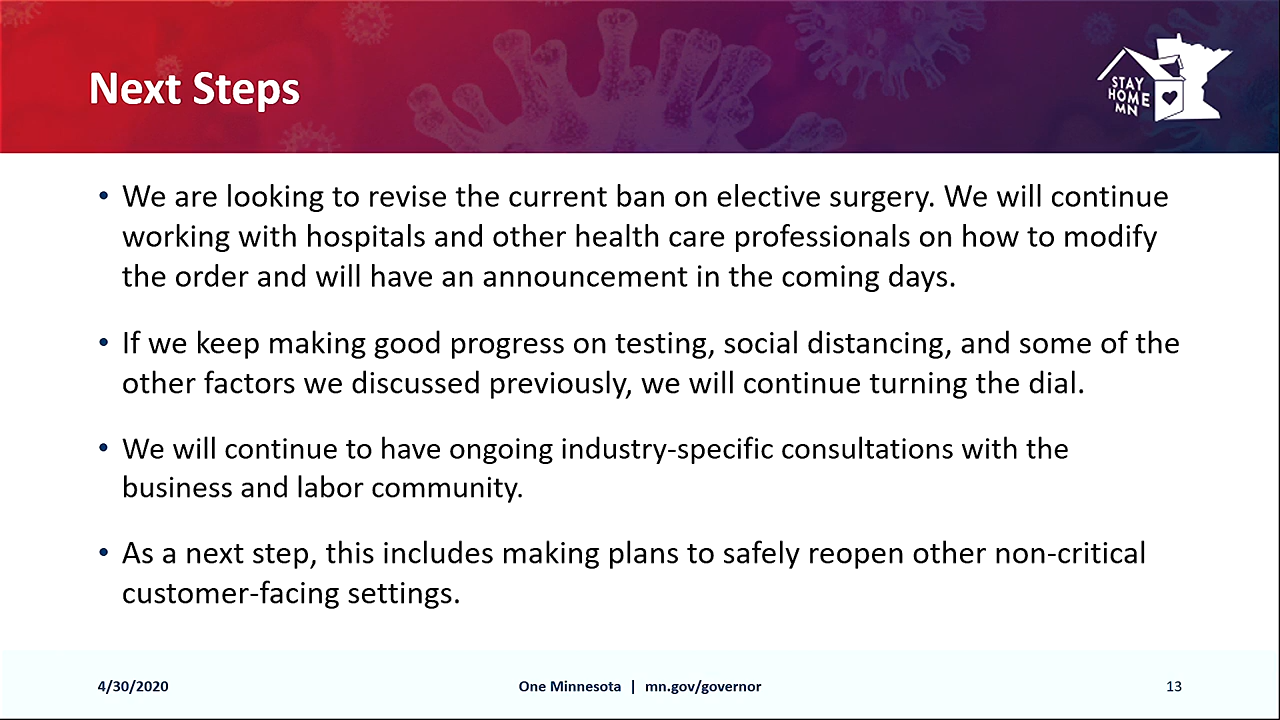 Next Steps
STAY
HOME
MN
• We are looking to revise the current ban on elective surgery. We will continue
working with hospitals and other health care professionals on how to modify
the order and will have an announcement in the coming days.
• If we keep making good progress on testing, social distancing, and some of the
other factors we discussed previously, we will continue turning the dial.
• We will continue to have ongoing industry-specific consultations with the
business and labor community.
• As a next step, this includes making plans to safely reopen other non-critical
customer-facing settings.
4/30/2020
One Minnesota | mn.gov/governor
13